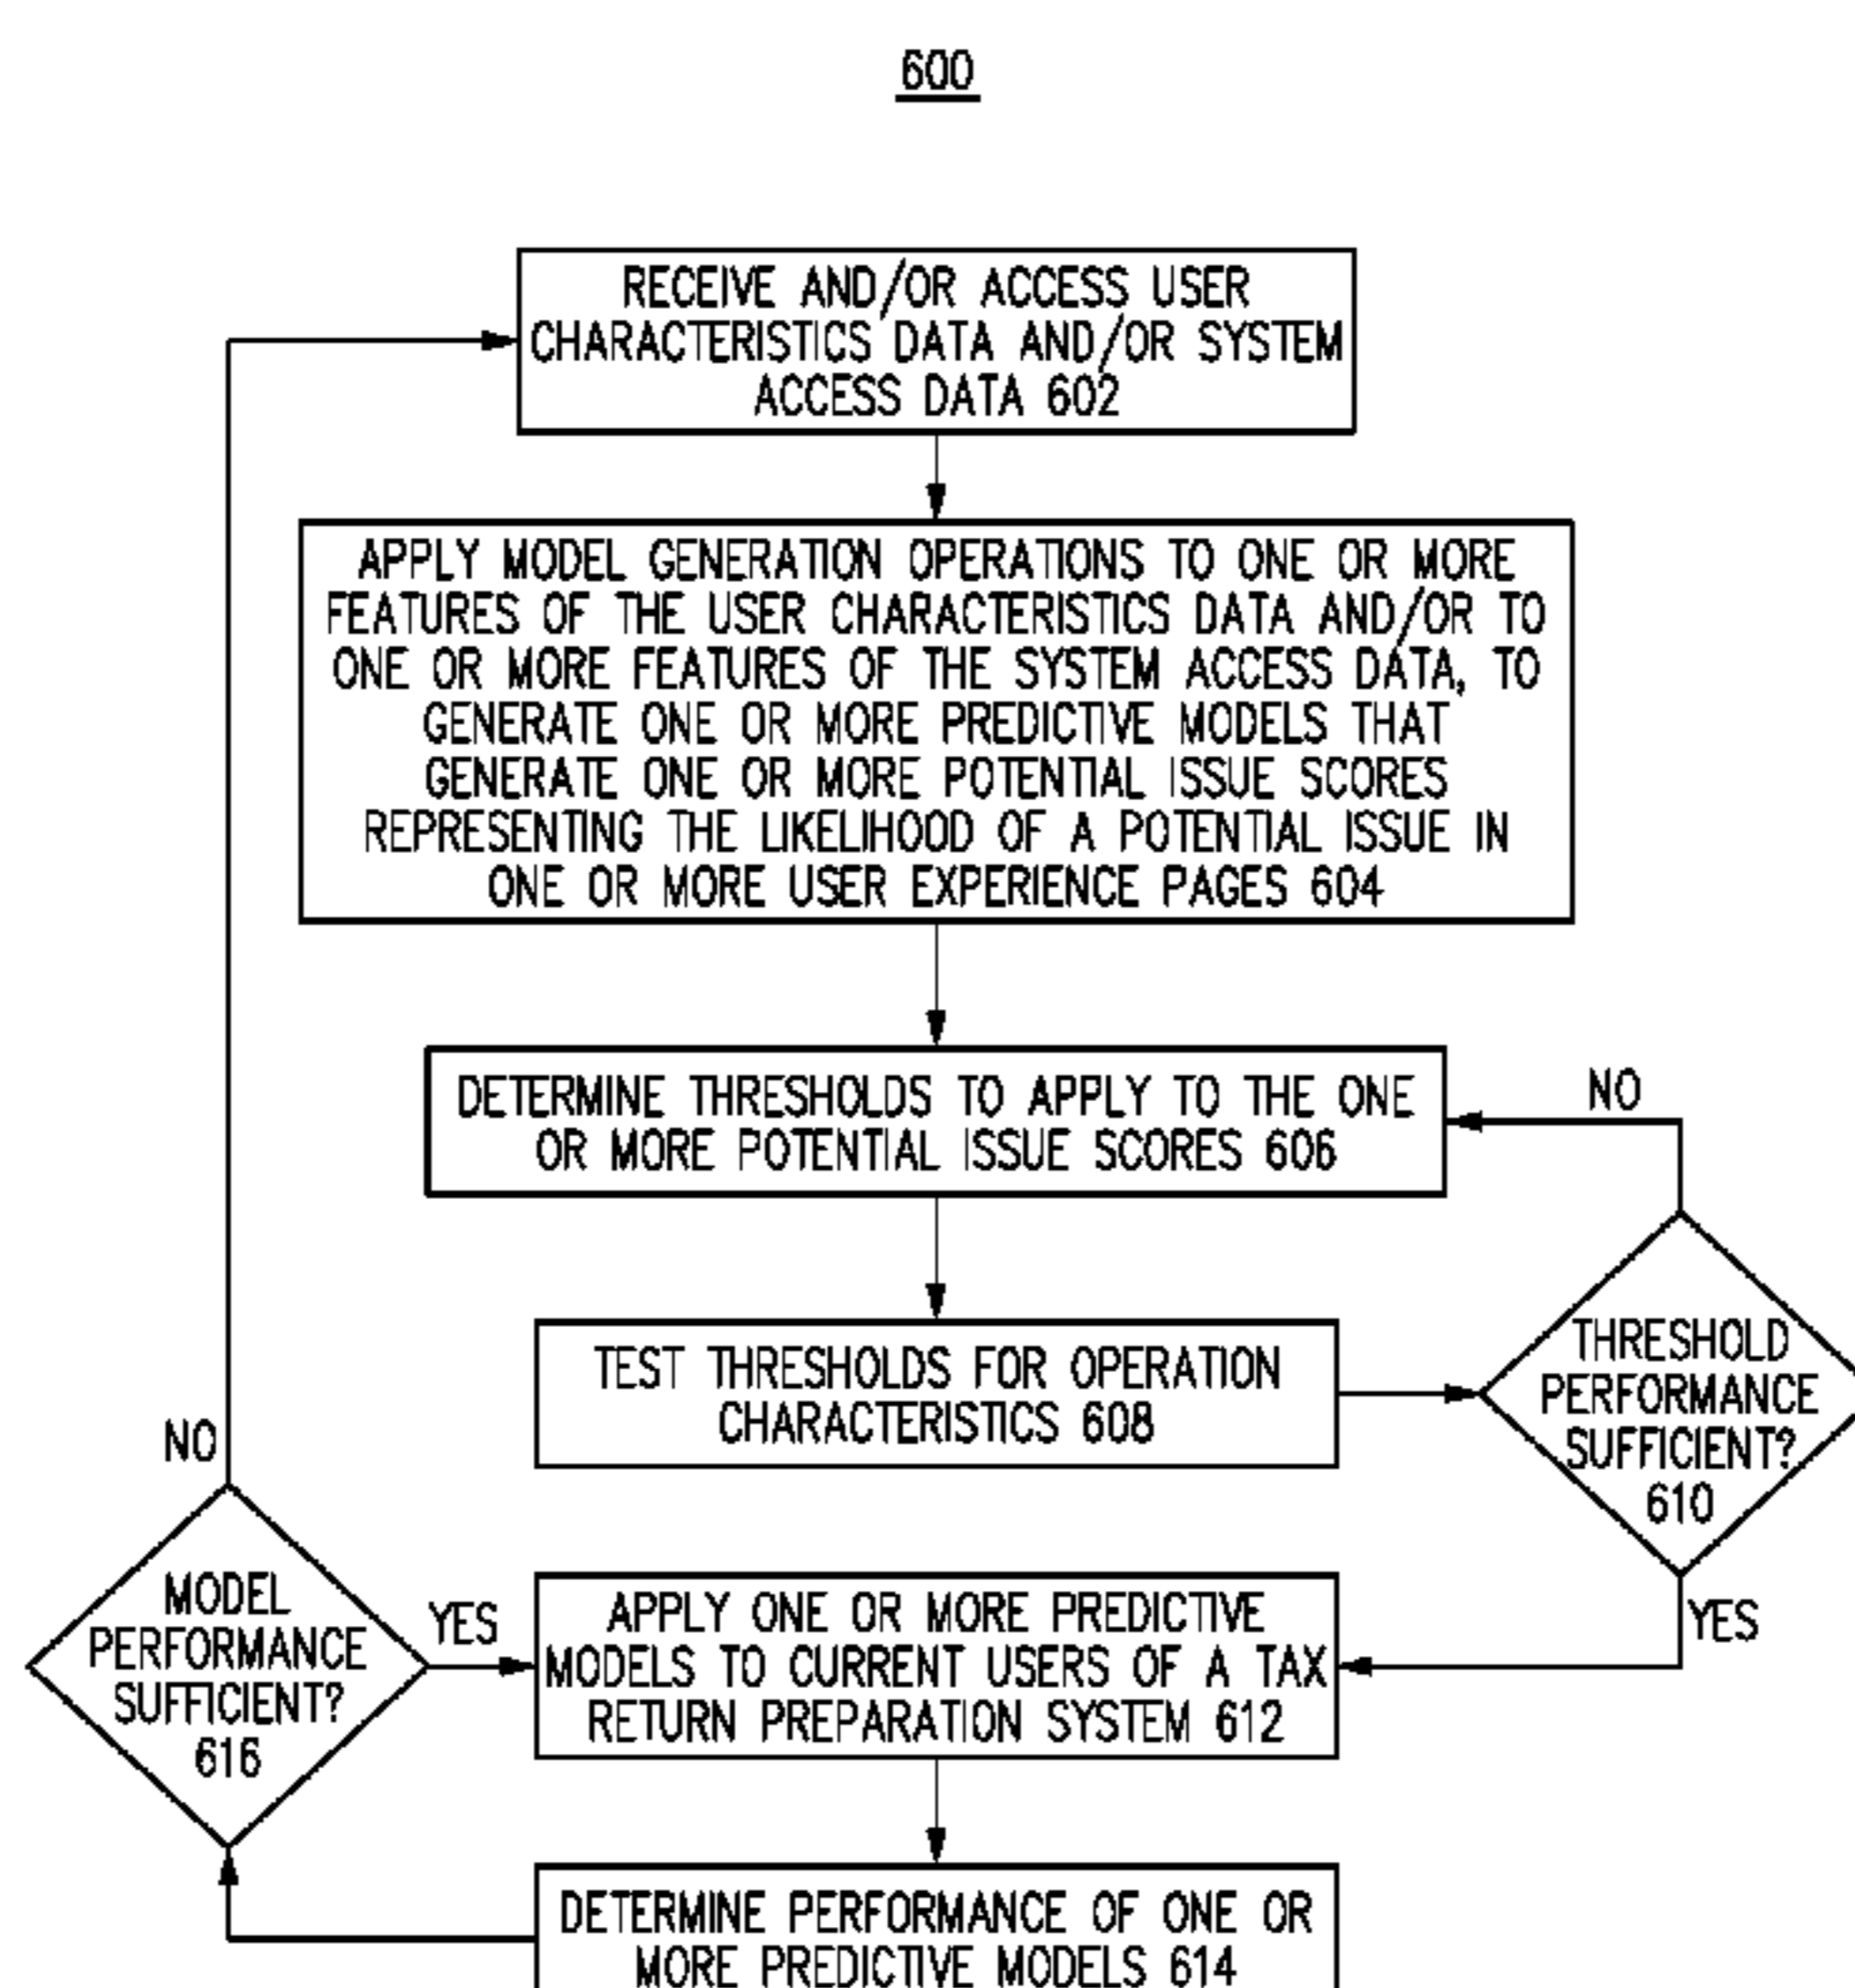 600
RECEIVE AND/OR ACCESS USER
CHARACTERISTICS DATA AND/OR SYSTEM
ACCESS DATA 602
APPLY MODEL GENERATION OPERATIONS TO ONE OR MORE
FEATURES OF THE USER CHARACTERISTICS DATA AND/OR TO
ONE OR MORE FEATURES OF THE SYSTEM ACCESS DATA, TO
GENERATE ONE OR MORE PREDICTIVE MODELS THAT
GENERATE ONE OR MORE POTENTIAL ISSUE SCORES
REPRESENTING THE LIKELIHOOD OF A POTENTIAL ISSUE IN
ONE OR MORE USER EXPERIENCE PAGES 604
DETERMINE THRESHOLDS TO APPLY TO THE ONE
OR MORE POTENTIAL ISSUE SCORES 606
NO
TEST THRESHOLDS FOR OPERATION
CHARACTERISTICS 608
THRESHOLD
PERFORMANCE
SUFFICIENT?
610
YES
NO
MODEL
PERFORMANCE
SUFFICIENT?
616
YES
APPLY ONE OR MORE PREDICTIVE
MODELS TO CURRENT USERS OF A TAX
RETURN PREPARATION SYSTEM 612
DETERMINE PERFORMANCE OF ONE OR
MORE PREDICTIVE MODELS 614